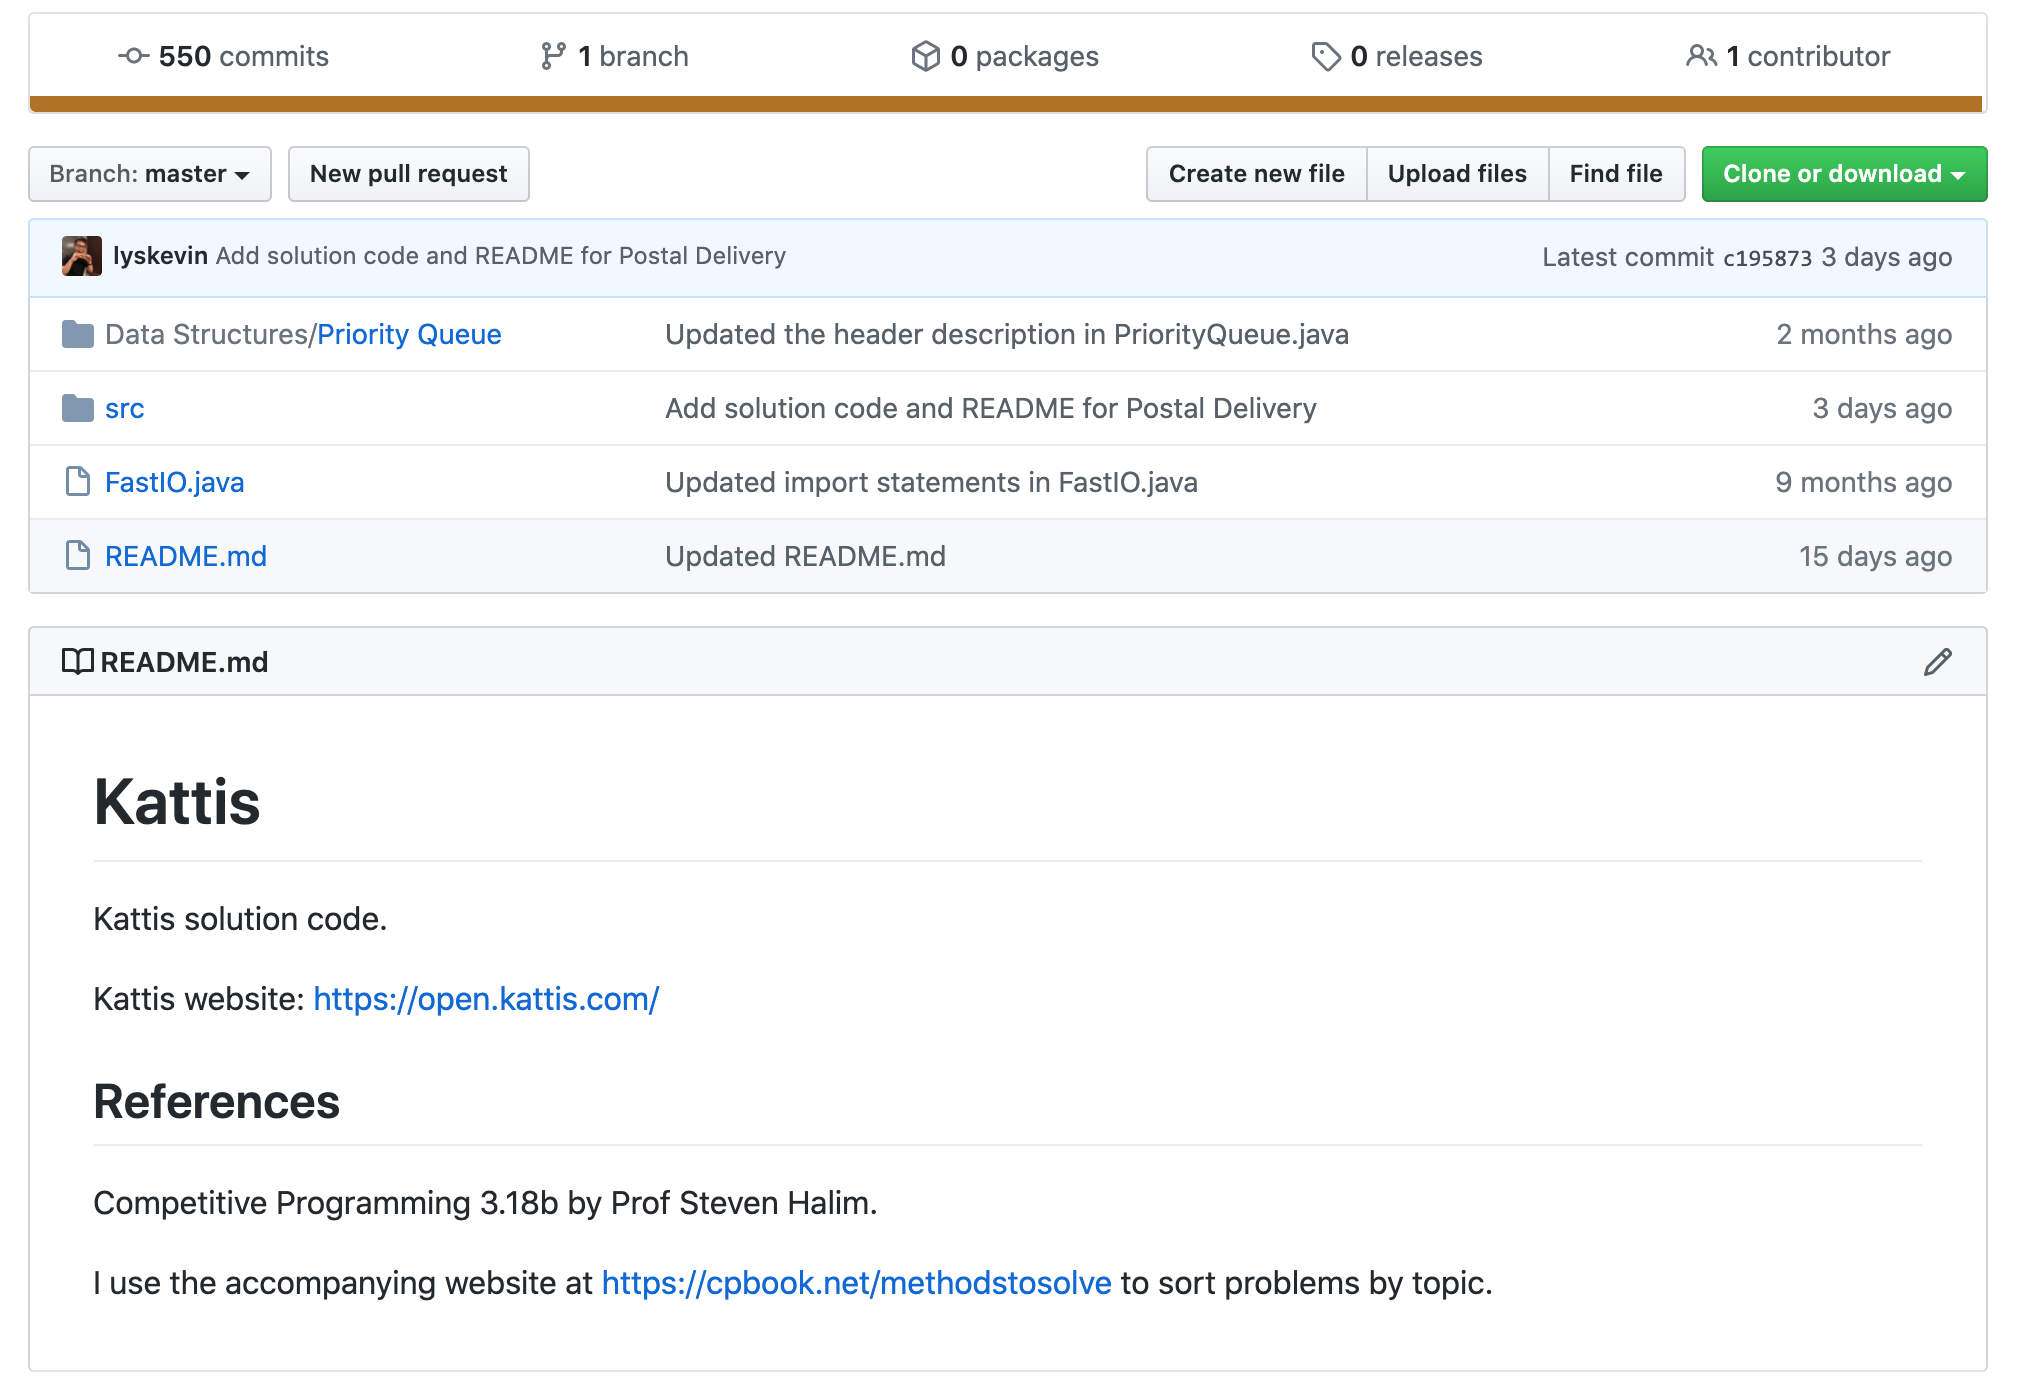 550 commits 1 branch 0 packages 0 releases 1 contributor
Branch: master New pull request Create new file Upload files Find file Clone or download
lyskevin Add solution code and README for Postal Delivery Latest commit c195873 3 days ago
Data Structures/Priority Queue Updated the header description in PriorityQueue.java 2 months ago
src Add solution code and README for Postal Delivery 3 days ago
FastIO.java Updated import statements in FastIO.java 9 months ago
README.md Updated README.md 15 days ago
README.md
Kattis
Kattis solution code.
Kattis website: https://open.kattis.com/
References
Competitive Programming 3.18b by Prof Steven Halim.
I use the accompanying website at https://cpbook.net/methodstosolve to sort problems by topic.